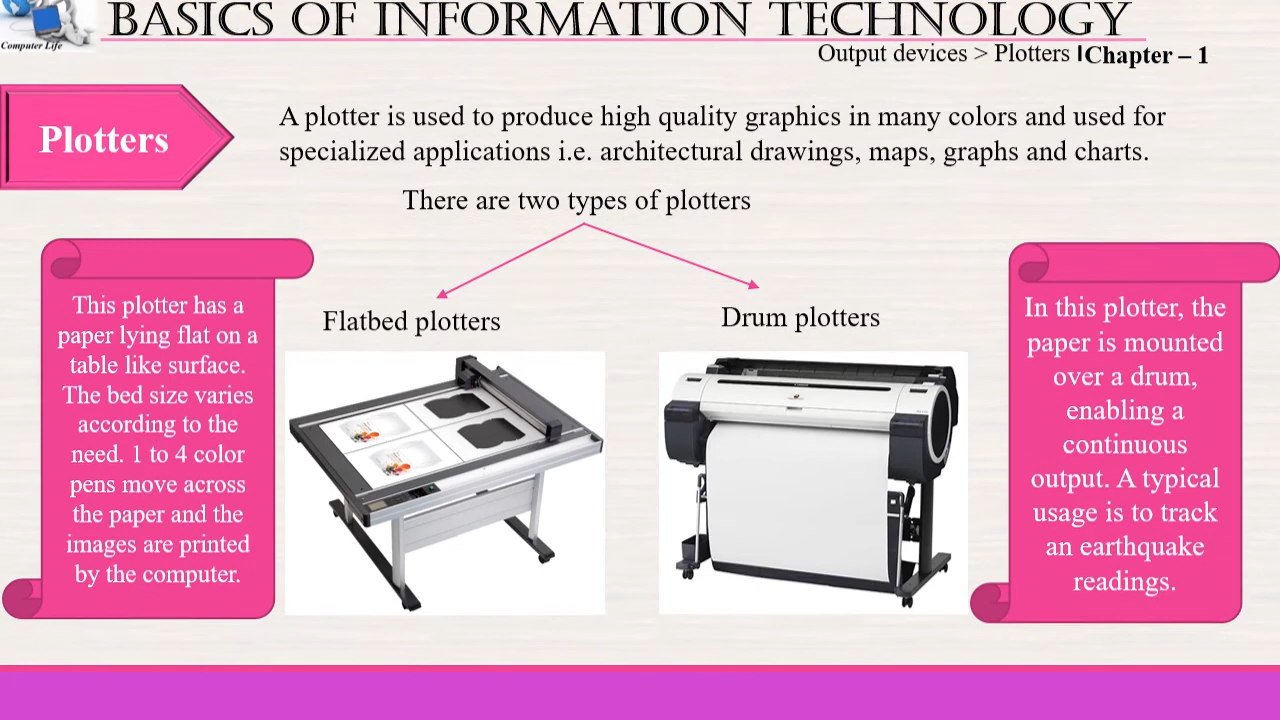 BASICS OF INFORMATION TECHNOLOGY
Computer Life
Output devices > Plotters |Chapter – 1
Plotters
A plotter is used to produce high quality graphics in many colors and used for
specialized applications i.e. architectural drawings, maps, graphs and charts.
There are two types of plotters
Flatbed plotters
Drum plotters
This plotter has a
paper lying flat on a
table like surface.
The bed size varies
according to the
need. 1 to 4 color
pens move across
the paper and the
images are printed
by the computer.
In this plotter, the
paper is mounted
over a drum,
enabling a
continuous
output. A typical
usage is to track
an earthquake
readings.